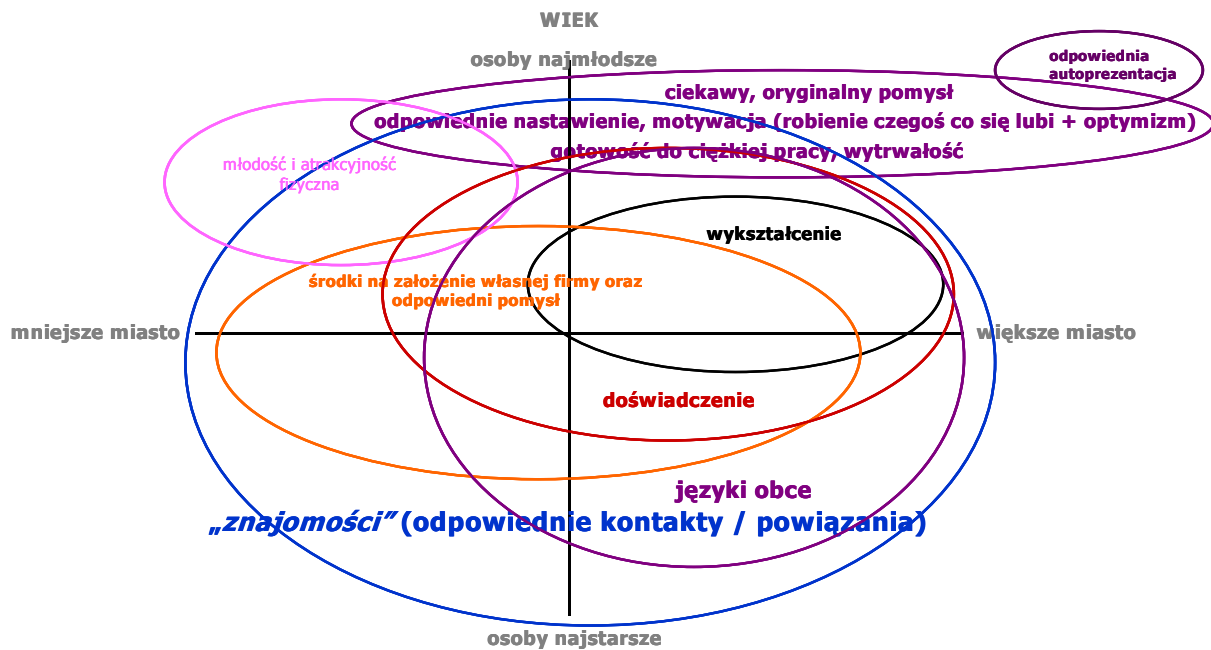 WIEK
osoby najmłodsze
odpowiednia
autoprezentacja
ciekawy, oryginalny pomysł
odpowiednie nastawienie, motywacja (robienie czegoś co się lubi + optymizm)
gotowość do ciężkiej pracy, wytrwałość
młodość i atrakcyjność
fizyczna
wykształcenie
środki na założenie własnej firmy oraz
odpowiedni pomysł
mniejsze miasto
większe miasto
doświadczenie
języki obce
„znajomości” (odpowiednie kontakty / powiązania)
osoby najstarsze